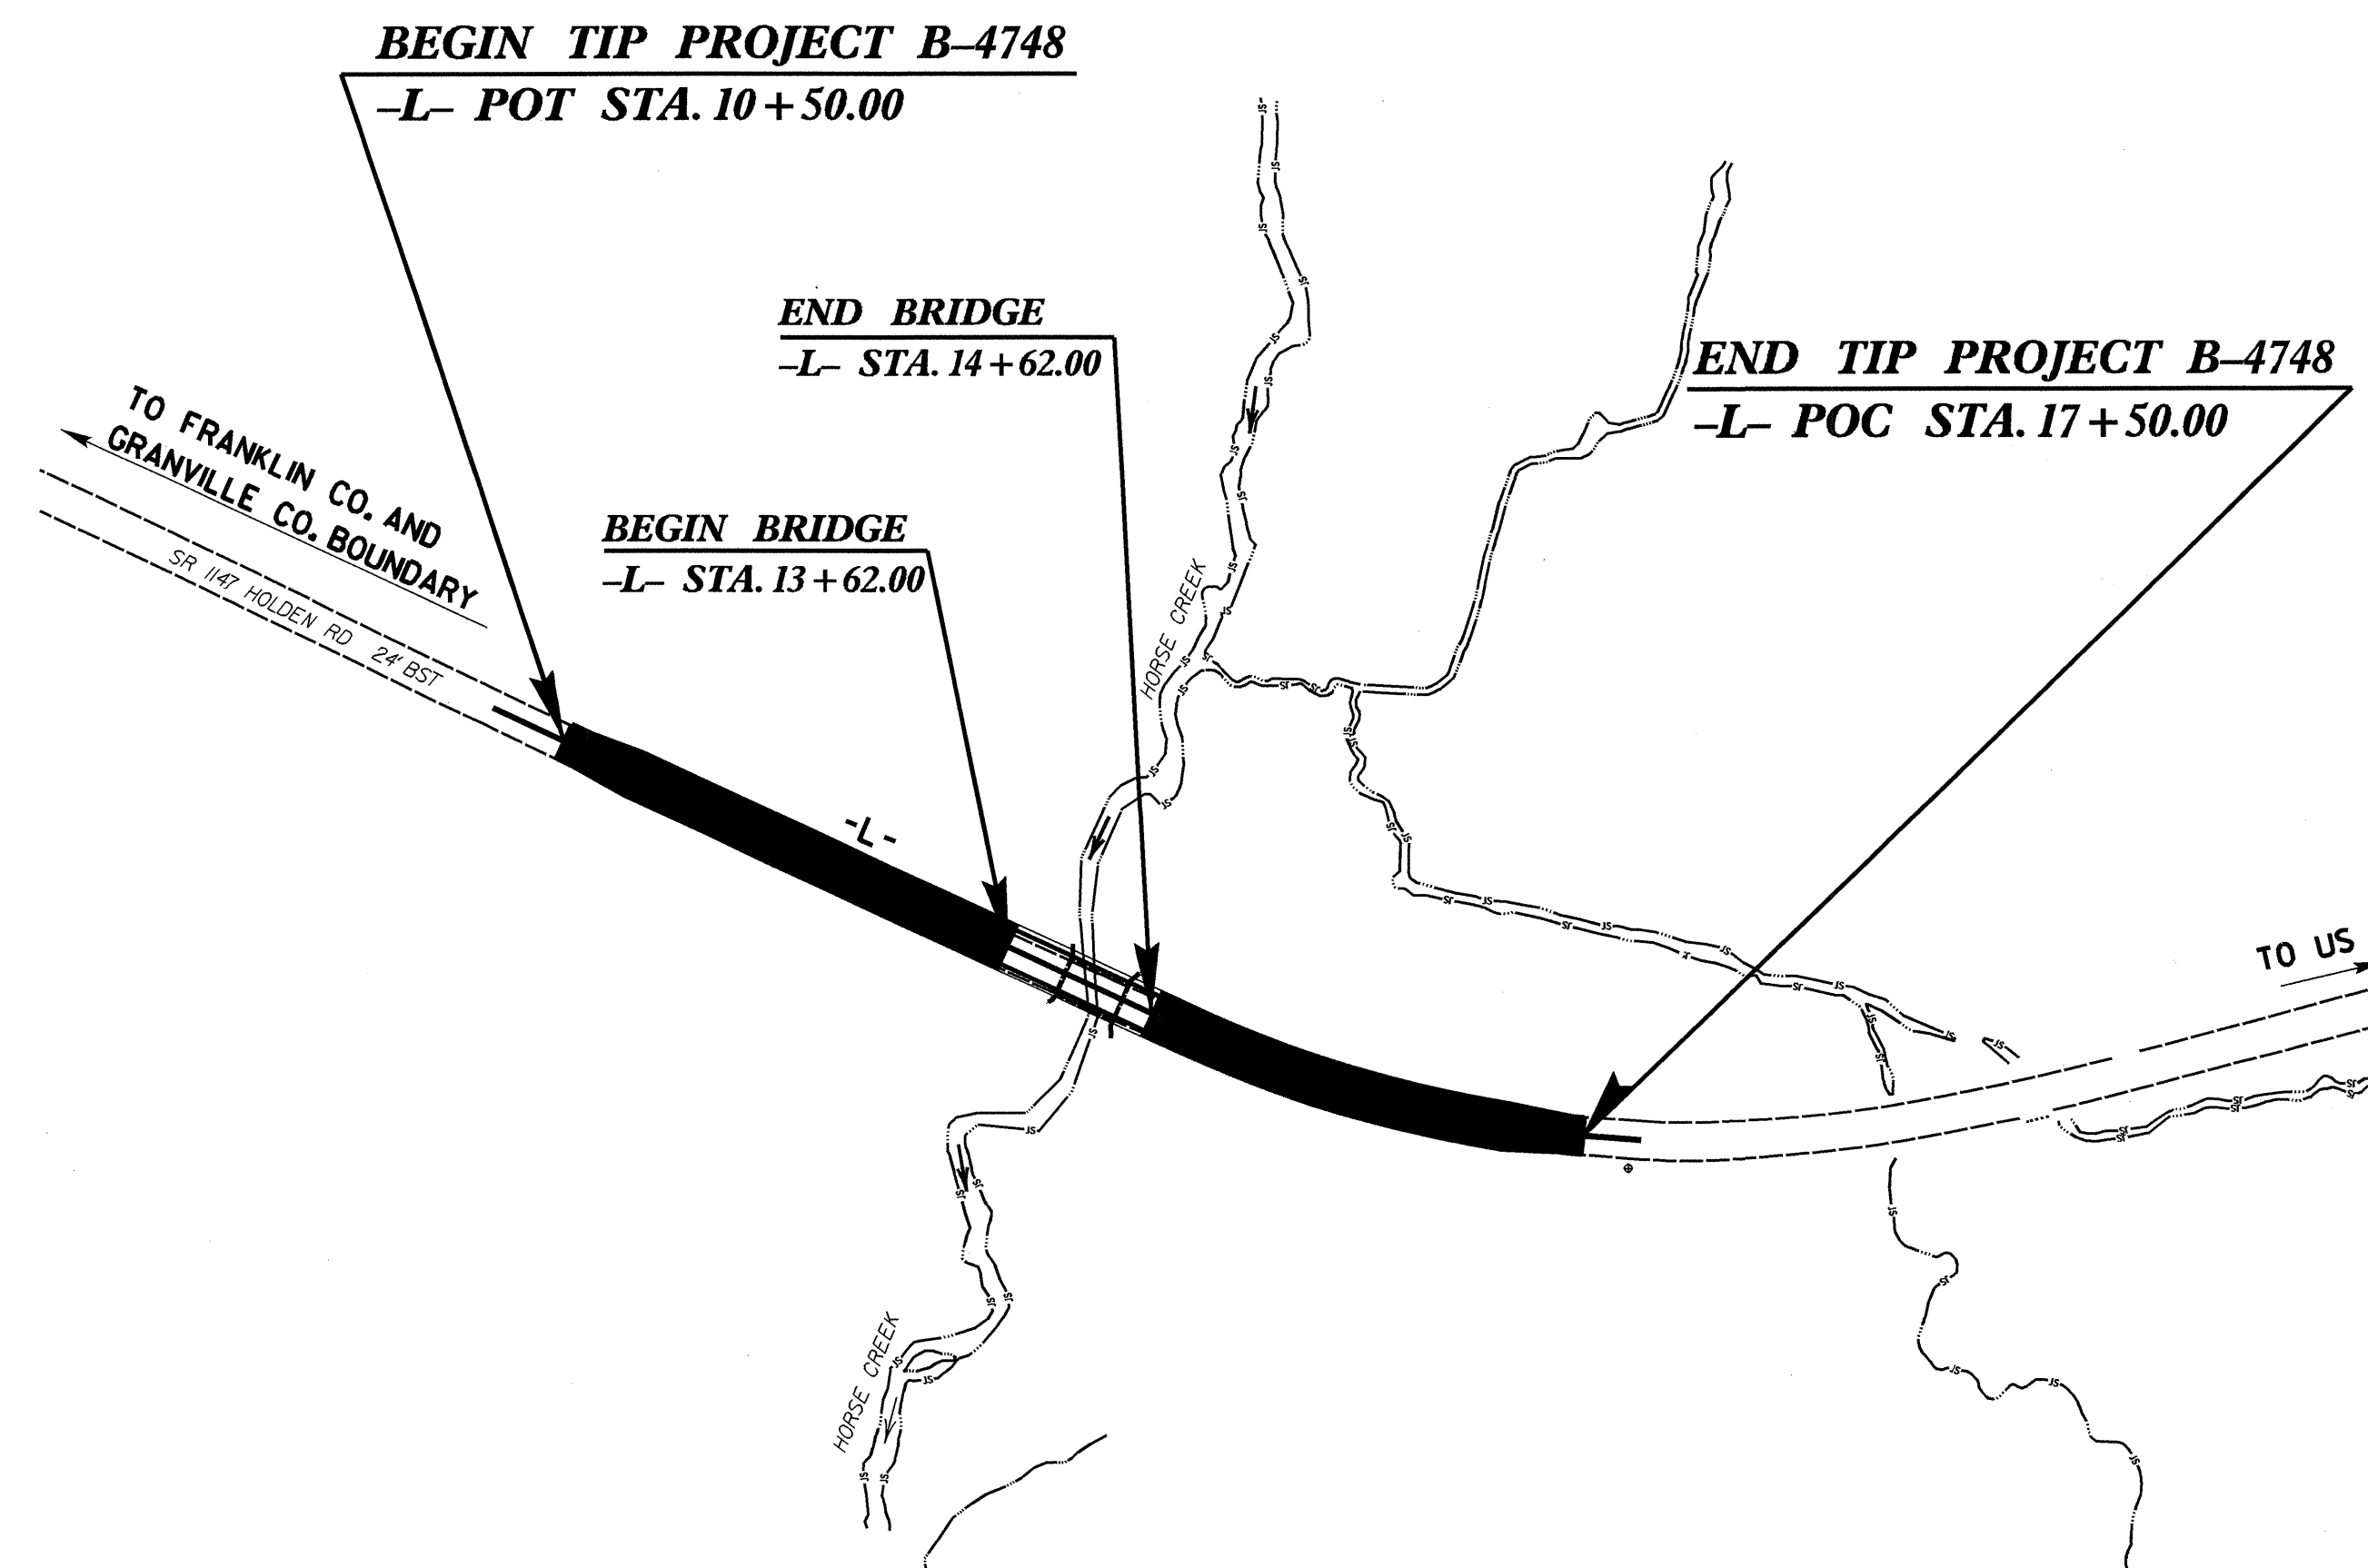 BEGIN TIP PROJECT B–4748
–L– POT STA. 10+50.00
END BRIDGE
–L– STA. 14+62.00
END TIP PROJECT B–4748
–L– POC STA. 17+50.00
TO FRANKLIN CO. AND
GRANVILLE CO. BOUNDARY
BEGIN BRIDGE
–L– STA. 13+62.00
SR 1147 HOLDEN RD 24' BST
HORSE CREEK
-L-
TO US
HORSE CREEK